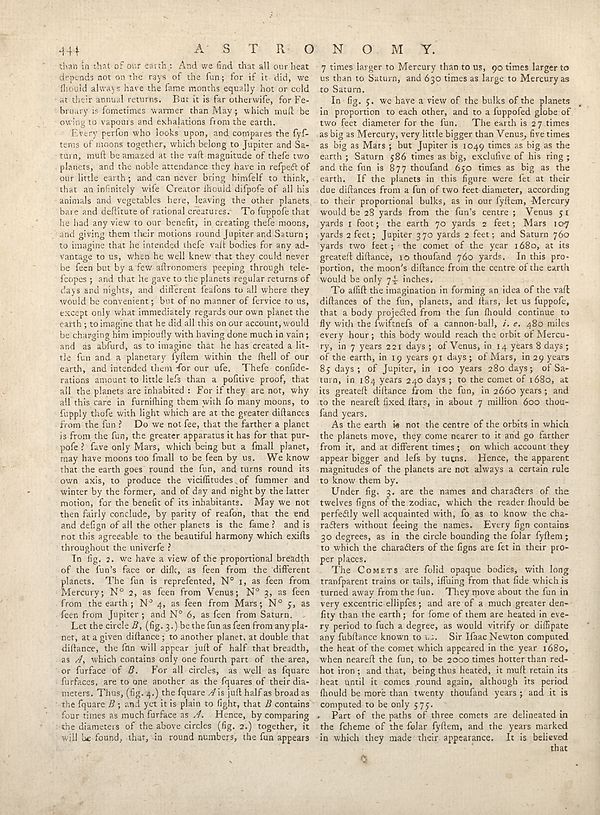 444
A S T R O N O M Y.
than in that of our earth: And we find that all our heat
depends not on the rays of the ſun; for if it did, we
ſhould always have the ſame months equally hot or cold
at their annual returns. But it is far otherwiſe, for Fe-
bruary is ſometimes warmer than May; which muſt be
owing to vapours and exhalations from the earth.
Every perſon who looks upon, and compares the ſyſ-
tems of moons together, which belong to Jupiter and Sa-
turn, muſt be amazed at the vaſt magnitude of theſe two
planets, and the noble attendance they have in reſpect of
our little earth; and can never bring himſelf to think,
that an infinitely wiſe Creator ſhould diſpoſe of all his
animals and vegetables here, leaving the other planets
bare and deſtitute of rational creatures. To ſuppoſe that
he had any view to our benefit, in creating theſe moons,
and giving them their motions round Jupiter and Saturn;
to imagine that he intended theſe vaſt bodies for any ad-
vantage to us, when he well knew that they could never
be ſeen but by a few aſtronomers peeping through tele-
ſcopes; and that he gave to the planets regular returns of
days and nights, and different ſeaſons to all where they
would be convenient; but of no manner of ſervice to us,
except only what immediately regards our own planet the
earth; to imagine that he did all this on our account, would
be charging him impiouſly with having done much in vain;
and as abſurd, as to imagine that he has created a lit-
tle ſun and a planetary ſyſtem within the ſhell of our
earth, and intended them for our uſe. Theſe conſide-
rations amount to little leſs than a poſitive proof, that
all the planets are inhabited: For if they are not, why
all this care in furniſhing them with ſo many moons, to
ſupply thoſe with light which are at the greater diſtances
from the ſun? Do we not ſee, that the farther a planet
is from the ſun, the greater apparatus it has for that pur-
poſe? ſave only Mars, which being but a ſmall planet,
may have moons too ſmall to be ſeen by us. We know
that the earth goes round the ſun, and turns round its
own axis, to produce the viciſſitudes of ſummer and
winter by the former, and of day and night by the latter
motion, for the benefit of its inhabitants. May we not
then fairly conclude, by parity of reaſon, that the end
and deſign of all the other planets is the ſame? and is
not this agreeable to the beautiful harmony which exiſts
throughout the univerſe?
In fig. 2. we have a view of the proportional breadth
of the ſun's face or diſk, as ſeen from the different
planets. The ſun is repreſented, N° 1, as ſeen from
Mercury; N° 2, as ſeen from Venus; N° 3, as ſeen
from the earth; N° 4, as ſeen from Mars; N° 5, as
ſeen from Jupiter; and N° 6, as ſeen from Saturn.
Let the circle B, (fig. 3.) be the ſun as ſeen from any pla-
net, at a given diſtance; to another planet, at double that
diſtance, the ſun will appear juſt of half that breadth,
as A, which contains only one fourth part of the area,
or ſurface of B. For all circles, as well as ſquare
ſurfaces, are to one another as the ſquares of their dia-
meters. Thus, (fig. 4.) the ſquare A is juſt half as broad as
the ſquare B; and yet it is plain to ſight, that B contains
four times as much ſurface as A. Hence, by comparing
the diameters of the above circles (fig. 2.) together, it
will be found, that, in round numbers, the ſun appears
7 times larger to Mercury than to us, 90 times larger to
us than to Saturn, and 630 times as large to Mercury as
to Saturn.
In fig. 5. we have a view of the bulks of the planets
in proportion to each other, and to a ſuppoſed globe of
two feet diameter for the ſun. The earth is 27 times
as big as Mercury, very little bigger than Venus, five times
as big as Mars; but Jupiter is 1049 times as big as the
earth; Saturn 586 times as big, excluſive of his ring;
and the ſun is 877 thouſand 650 times as big as the
earth. If the planets in this figure were ſet at their
due diſtances from a ſun of two feet diameter, according
to their proportional bulks, as in our ſyſtem, Mercury
would be 28 yards from the ſun's centre; Venus 51
yards 1 foot; the earth 70 yards 2 feet; Mars 107
yards 2 feet; Jupiter 370 yards 2 feet; and Saturn 760
yards two feet; the comet of the year 1680, at its
greateſt diſtance, 10 thouſand 760 yards. In this pro-
portion, the moon's diſtance from the centre of the earth
would be only 7½ inches.
To aſſiſt the imagination in forming an idea of the vaſt
diſtances of the ſun, planets, and ſtars, let us ſuppoſe,
that a body projected from the ſun ſhould continue to
fly with the ſwiftneſs of a cannon-ball, i. e. 480 miles
every hour; this body would reach the orbit of Mercu-
ry, in 7 years 221 days; of Venus, in 14 years 8 days;
of the earth, in 19 years 91 days; of Mars, in 29 years
85 days; of Jupiter, in 100 years 280 days; of Sa-
turn, in 184 years 240 days; to the comet of 1680, at
its greateſt diſtance from the ſun, in 2660 years; and
to the neareſt fixed ſtars, in about 7 million 600 thou-
ſand years.
As the earth is not the centre of the orbits in which
the planets move, they come nearer to it and go farther
from it, and at different times; on which account they
appear bigger and leſs by turns. Hence, the apparent
magnitudes of the planets are not always a certain rule
to know them by.
Under fig. 3. are the names and characters of the
twelves ſigns of the zodiac, which the reader ſhould be
perfectly well acquainted with, ſo as to know the cha-
racters without ſeeing the names. Every ſign contains
30 degrees, as in the circle bounding the ſolar ſyſtem;
to which the characters of the ſigns are ſet in their pro-
per places.
The COMETS are ſolid opaque bodies, with long
tranſparent trains or tails, iſſuing from that ſide which is
turned away from the ſun. They move about the ſun in
very excentric ellipſes; and are of a much greater den-
ſity than the earth; for ſome of them are heated in eve-
ry period to ſuch a degree, as would vitrify or diſſipate
any ſubſtance known to us. Sir Iſaac Newton computed
the heat of the comet which appeared in the year 1680,
when neareſt the ſun, to be 2000 times hotter than red-
hot iron; and that, being thus heated, it muſt retain its
heat until it comes round again, although its period
ſhould be more than twenty thouſand years; and it is
computed to be only 575.
Part of the paths of three comets are delineated in
the ſcheme of the ſolar ſyſtem, and the years marked
in which they made their appearance. It is believed
that